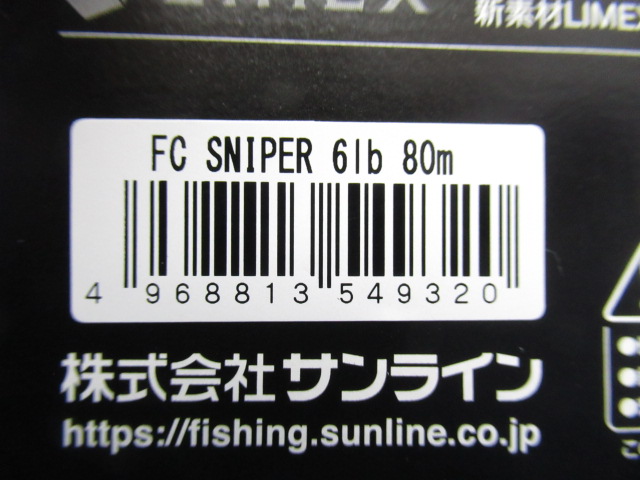 LIMEX
新素材LIMEX
FC SNIPER 6lb 80m
4 968813 549320
株式会社サンライン
https://fishing.sunline.co.jp